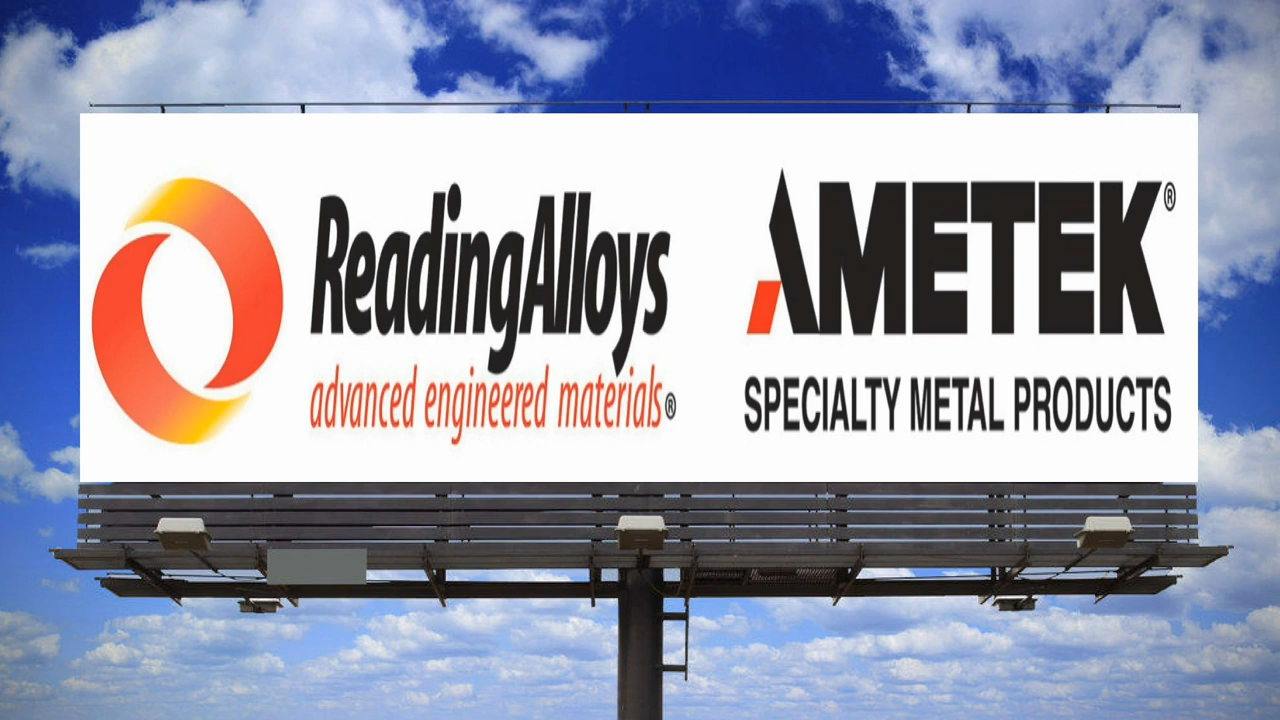 ReadingAlloys
advanced engineered materials®
AMETEK®
SPECIALTY METAL PRODUCTS